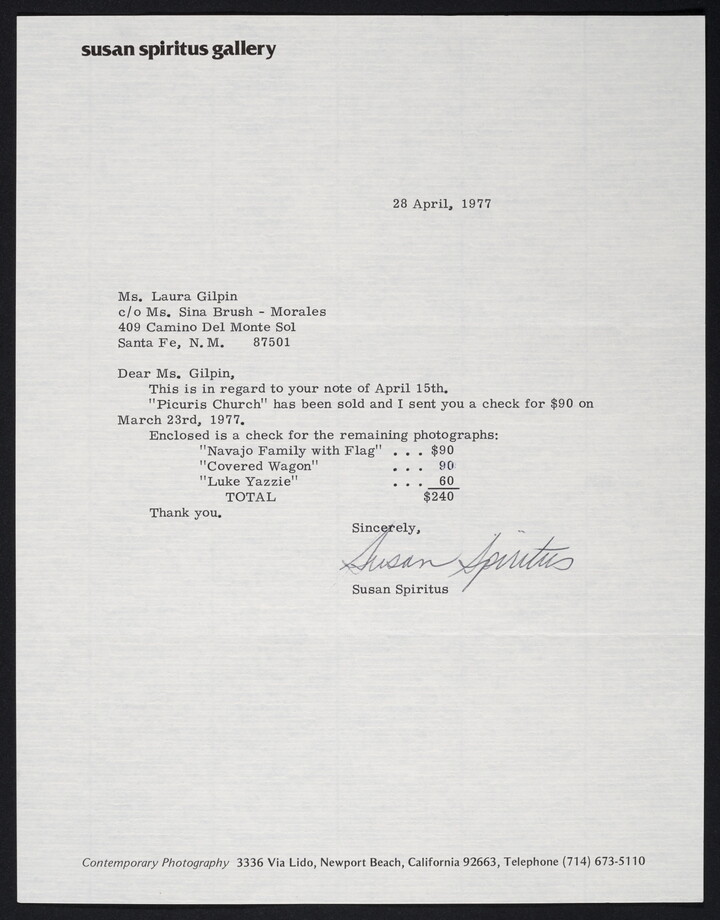 susan spiritus gallery
28 April, 1977
Ms. Laura Gilpin
c/o Ms. Sina Brush - Morales
409 Camino Del Monte Sol
Santa Fe, N.M. 87501
Dear Ms. Gilpin,
This is in regard to your note of April 15th.
"Picuris Church" has been sold and I sent you a check for $90 on
March 23rd, 1977.
Enclosed is a check for the remaining photographs:
"Navajo Family with Flag" . . . $90
"Covered Wagon" . . . 90
"Luke Yazzie" . . . 60
TOTAL $240
Thank you.
Sincerely,
Susan Spiritus
Susan Spiritus
Contemporary Photography 3336 Via Lido, Newport Beach, California 92663, Telephone (714) 673-5110